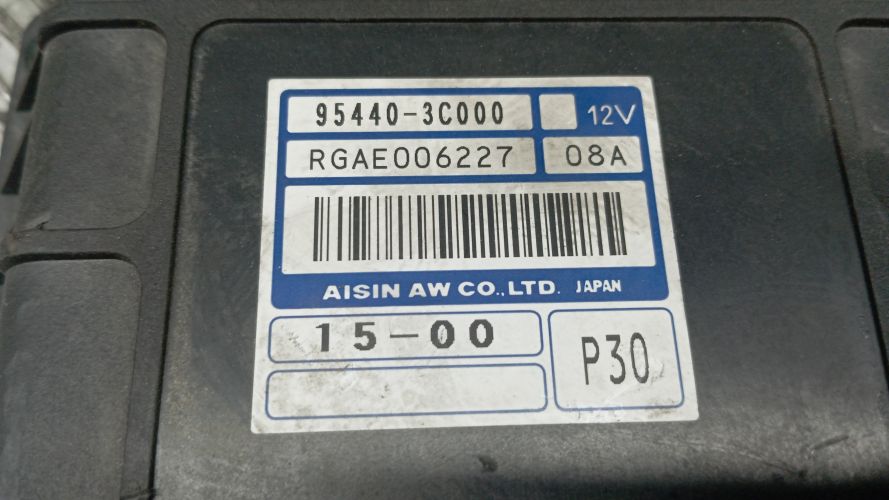 95440-3C000 12V
RGAE006227 08A
AISIN AW CO.,LTD. JAPAN
15-00
P30